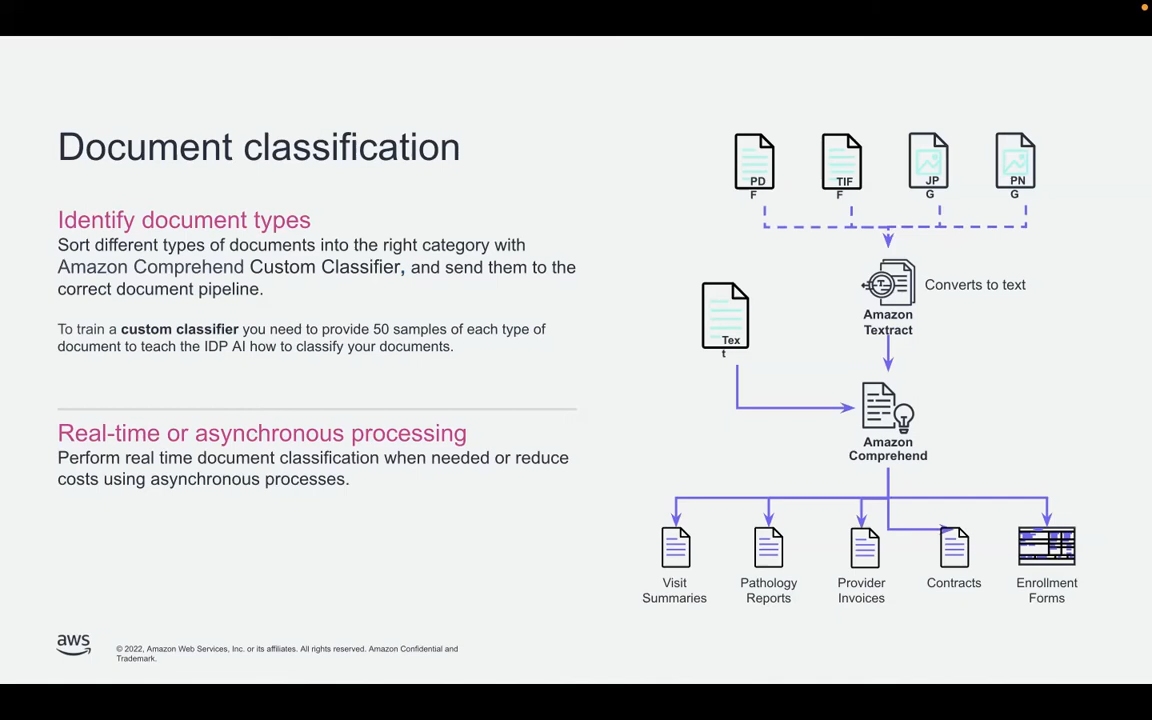 Document classification
Identify document types
Sort different types of documents into the right category with
Amazon Comprehend Custom Classifier, and send them to the
correct document pipeline.
To train a custom classifier you need to provide 50 samples of each type of
document to teach the IDP AI how to classify your documents.
Real-time or asynchronous processing
Perform real time document classification when needed or reduce
costs using asynchronous processes.
PD
F
TIF
F
JP
G
PN
G
Converts to text
Amazon
Textract
Tex
t
Amazon
Comprehend
Visit
Summaries
Pathology
Reports
Provider
Invoices
Contracts
Enrollment
Forms
aws
© 2022, Amazon Web Services, Inc. or its affiliates. All rights reserved. Amazon Confidential and
Trademark.